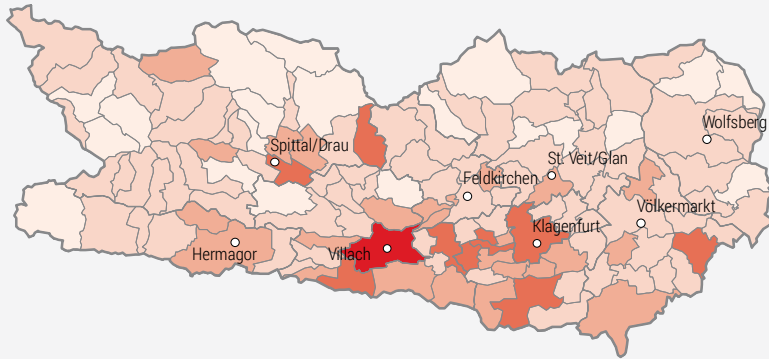 Wolfsberg
Spittal/Drau
St. Veit/Glan
Feldkirchen
Völkermarkt
Klagenfurt
Hermagor
Villach